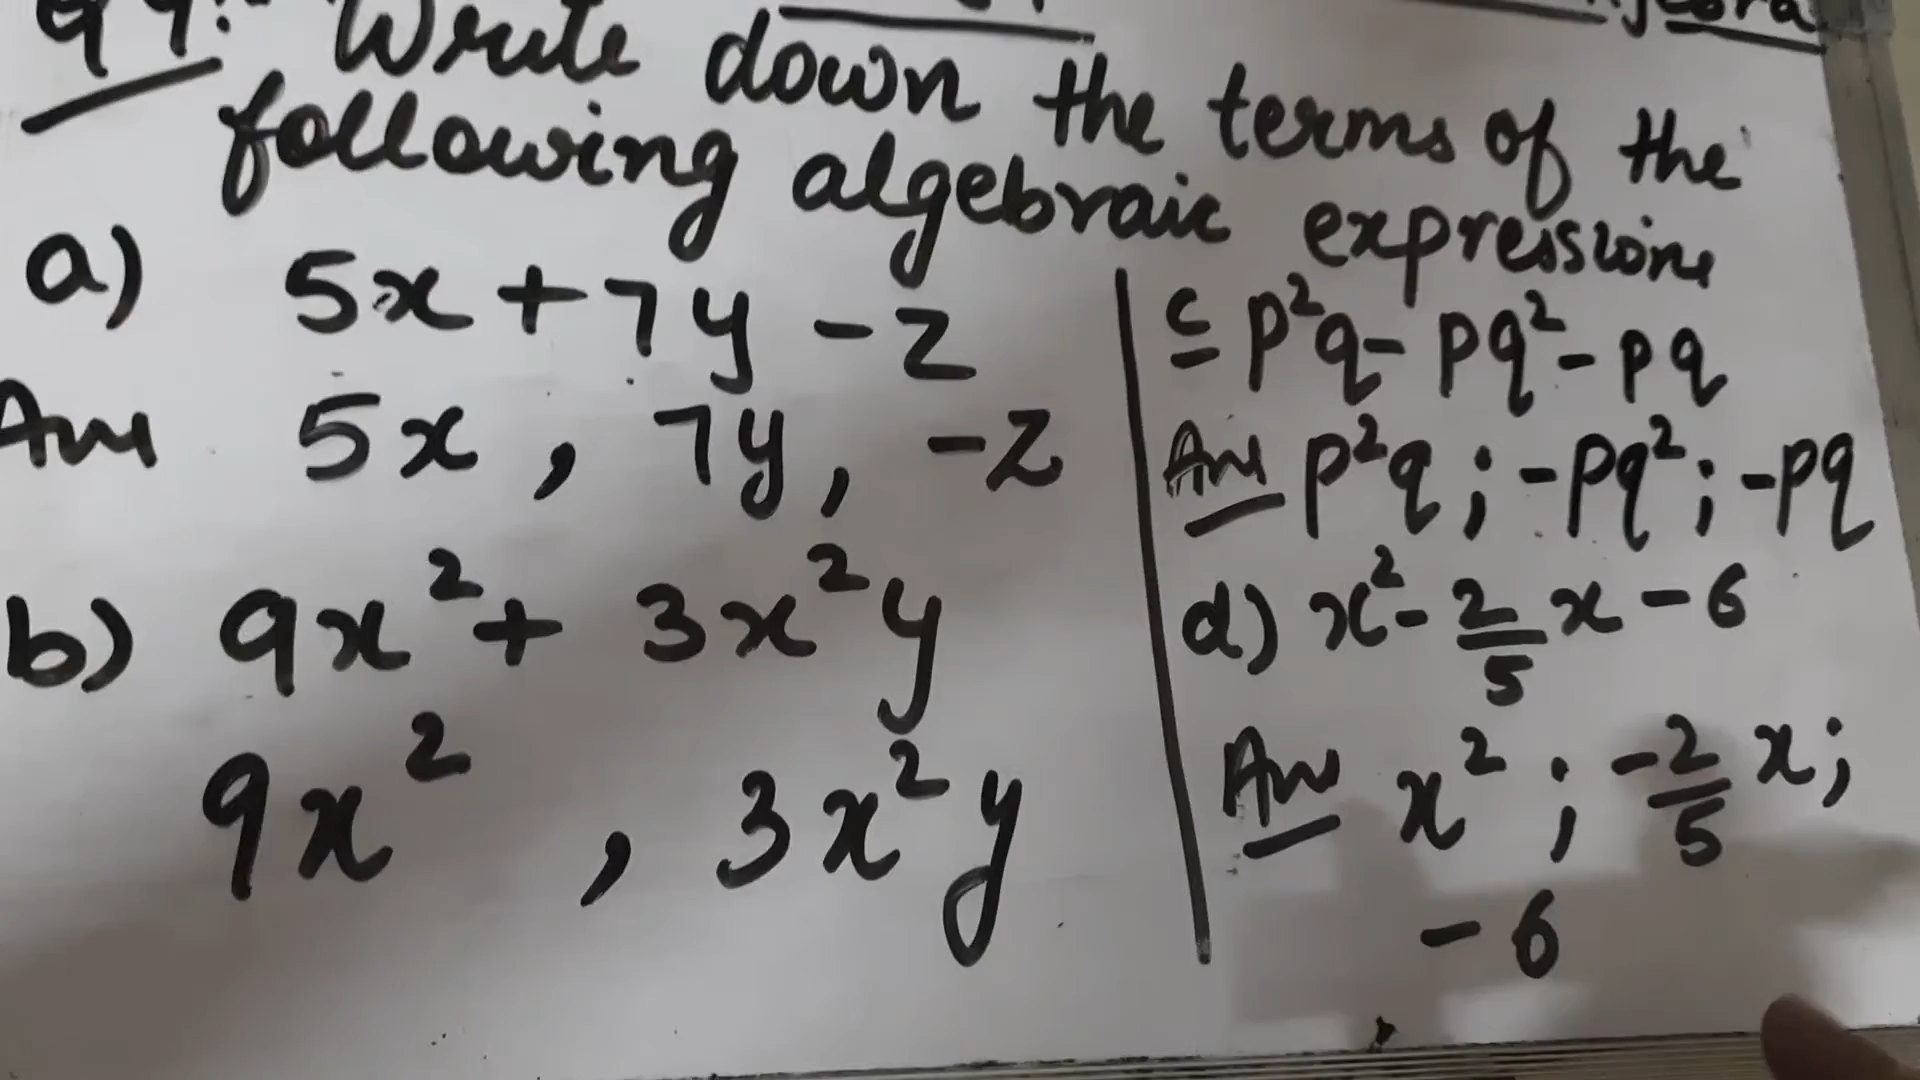 Write down the terms of the
following algebraic expressions
a) 5x + 7y - z
Ans 5x , 7y , -z
b) 9x² + 3x²y
9x² , 3x²y
c p²q - pq² - pq
Ans p²q ; -pq² ; -pq
d) x² - 2/5 x - 6
Ans x² ; -2/5 x ;
- 6